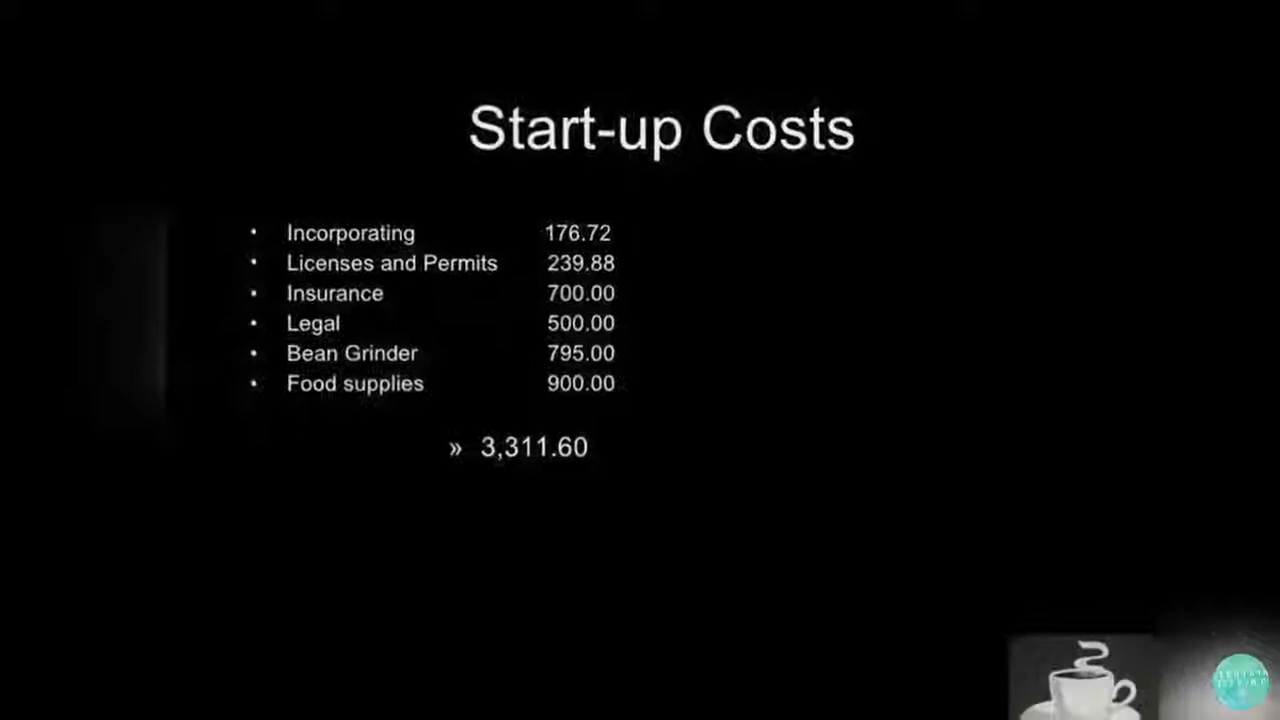 Start-up Costs
• Incorporating 176.72
• Licenses and Permits 239.88
• Insurance 700.00
• Legal 500.00
• Bean Grinder 795.00
• Food supplies 900.00
» 3,311.60